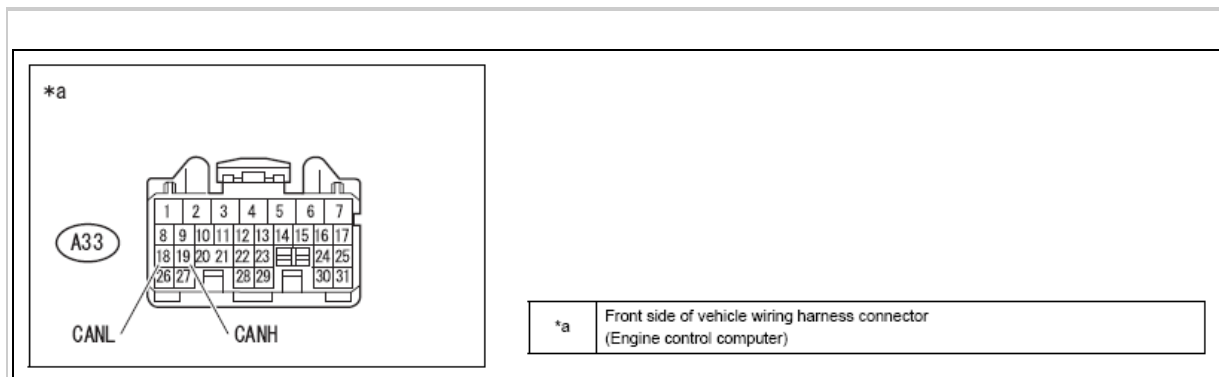 *a
1 2 3 4 5 6 7
A33
8 9 10 11 12 13 14 15 16 17
18 19 20 21 22 23 24 25
26 27 28 29 30 31
CANL CANH
*a Front side of vehicle wiring harness connector
(Engine control computer)